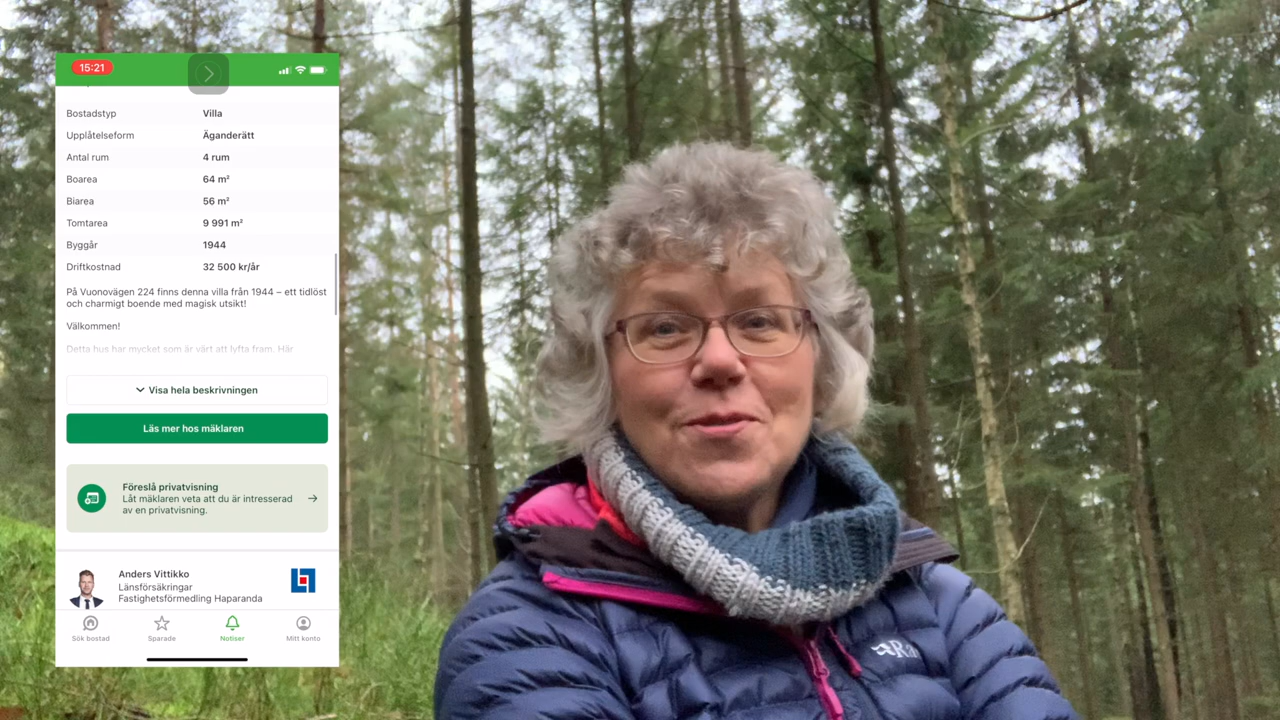 15:21
Bostadstyp Villa
Upplåtelseform Äganderätt
Antal rum 4 rum
Boarea 64 m²
Biarea 56 m²
Tomtarea 9 991 m²
Byggår 1944
Driftkostnad 32 500 kr/år
På Vuonovägen 224 finns denna villa från 1944 – ett tidlöst
och charmigt boende med magisk utsikt!
Välkommen!
Detta hus har mycket som är värt att lyfta fram. Här
Visa hela beskrivningen
Läs mer hos mäklaren
Föreslå privatvisning
Låt mäklaren veta att du är intresserad
av en privatvisning.
Anders Vittikko
Länsförsäkringar
Fastighetsförmedling Haparanda
Sök bostad Sparade Notiser Mitt konto